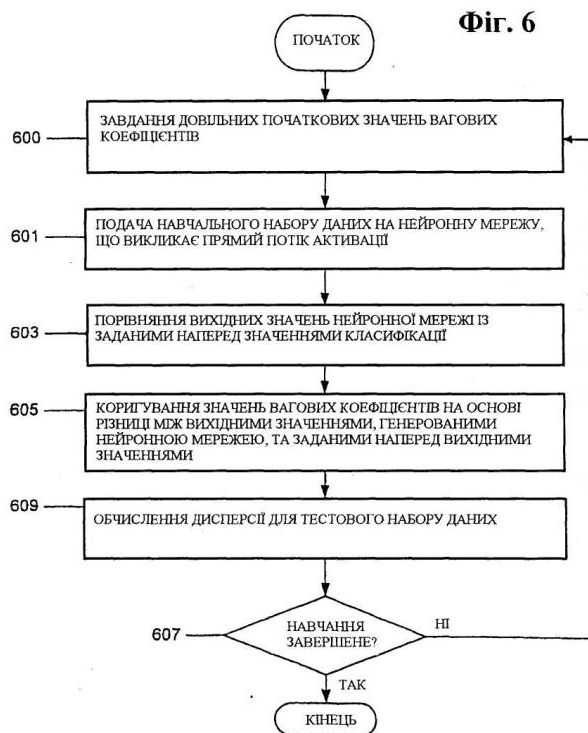 Фіг. 6
ПОЧАТОК
600
ЗАВДАННЯ ДОВІЛЬНИХ ПОЧАТКОВИХ ЗНАЧЕНЬ ВАГОВИХ
КОЕФІЦІЄНТІВ
601
ПОДАЧА НАВЧАЛЬНОГО НАБОРУ ДАНИХ НА НЕЙРОННУ МЕРЕЖУ,
ЩО ВИКЛИКАЄ ПРЯМИЙ ПОТІК АКТИВАЦІЇ
603
ПОРІВНЯННЯ ВИХІДНИХ ЗНАЧЕНЬ НЕЙРОННОЇ МЕРЕЖІ ІЗ
ЗАДАНИМИ НАПЕРЕД ЗНАЧЕННЯМИ КЛАСИФІКАЦІЇ
605
КОРИГУВАННЯ ЗНАЧЕНЬ ВАГОВИХ КОЕФІЦІЄНТІВ НА ОСНОВІ
РІЗНИЦІ МІЖ ВИХІДНИМИ ЗНАЧЕННЯМИ, ГЕНЕРОВАНИМИ
НЕЙРОННОЮ МЕРЕЖЕЮ, ТА ЗАДАНИМИ НАПЕРЕД ВИХІДНИМИ
ЗНАЧЕННЯМИ
609
ОБЧИСЛЕННЯ ДИСПЕРСІЇ ДЛЯ ТЕСТОВОГО НАБОРУ ДАНИХ
607
НАВЧАННЯ
ЗАВЕРШЕНЕ?
НІ
ТАК
КІНЕЦЬ